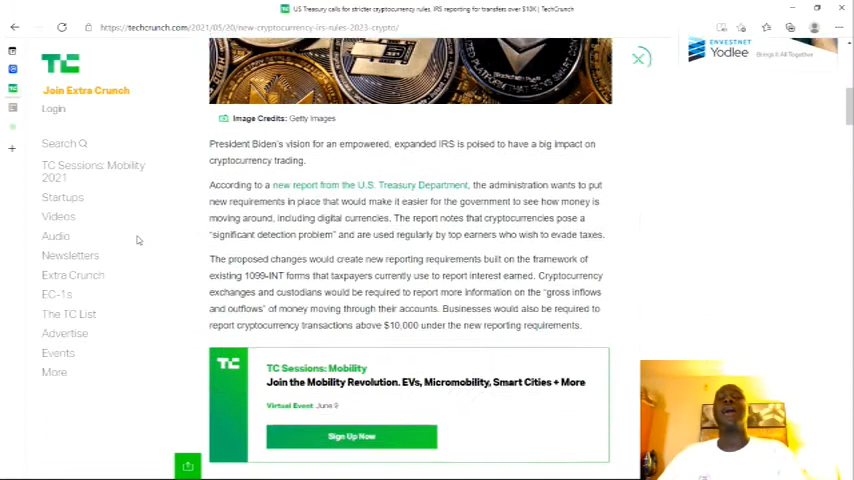 US Treasury calls for stricter cryptocurrency rules, IRS reporting for transfers over $10K | TechCrunch
https://techcrunch.com/2021/05/20/new-cryptocurrency-irs-rules-2023-crypto/
TC
Join Extra Crunch
Login
Search
TC Sessions: Mobility
2021
Startups
Videos
Audio
Newsletters
Extra Crunch
EC-1s
The TC List
Advertise
Events
More
ENVESTNET
Yodlee
Brings it All Together
Image Credits: Getty Images
President Biden's vision for an empowered, expanded IRS is poised to have a big impact on
cryptocurrency trading.
According to a new report from the U.S. Treasury Department, the administration wants to put
new requirements in place that would make it easier for the government to see how money is
moving around, including digital currencies. The report notes that cryptocurrencies pose a
"significant detection problem" and are used regularly by top earners who wish to evade taxes.
The proposed changes would create new reporting requirements built on the framework of
existing 1099-INT forms that taxpayers currently use to report interest earned. Cryptocurrency
exchanges and custodians would be required to report more information on the "gross inflows
and outflows" of money moving through their accounts. Businesses would also be required to
report cryptocurrency transactions above $10,000 under the new reporting requirements.
TC
TC Sessions: Mobility
Join the Mobility Revolution. EVs, Micromobility, Smart Cities + More
Virtual Event June 9
Sign Up Now